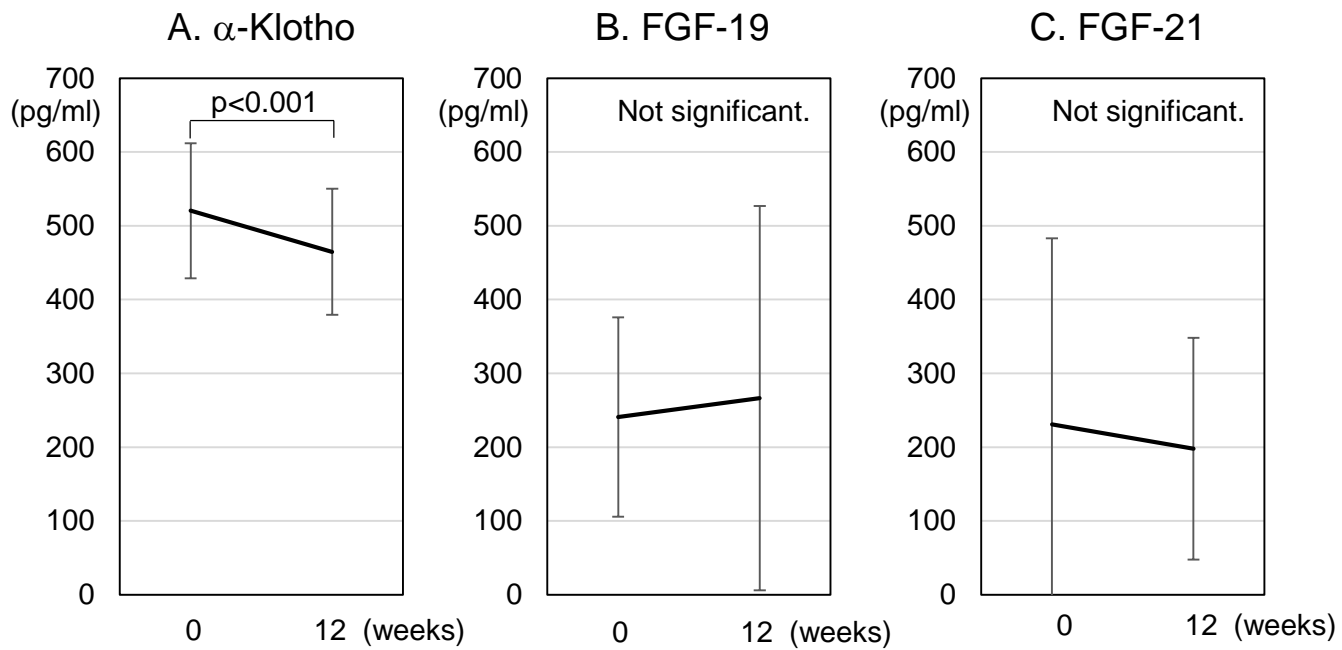 A. α-Klotho
700
(pg/ml)
p<0.001
600
500
400
300
200
100
0
0 12 (weeks)
B. FGF-19
700
(pg/ml)
Not significant.
600
500
400
300
200
100
0
0 12 (weeks)
C. FGF-21
700
(pg/ml)
Not significant.
600
500
400
300
200
100
0
0 12 (weeks)